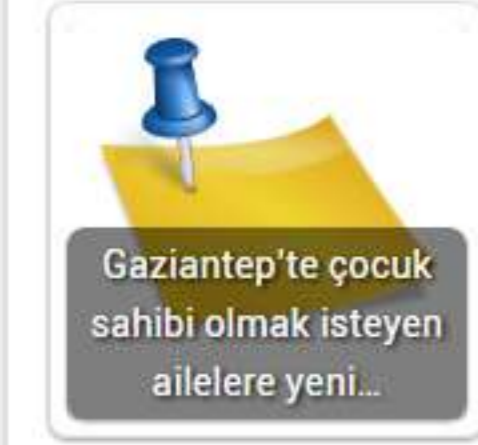 Gaziantep'te çocuk
sahibi olmak isteyen
ailelere yeni...